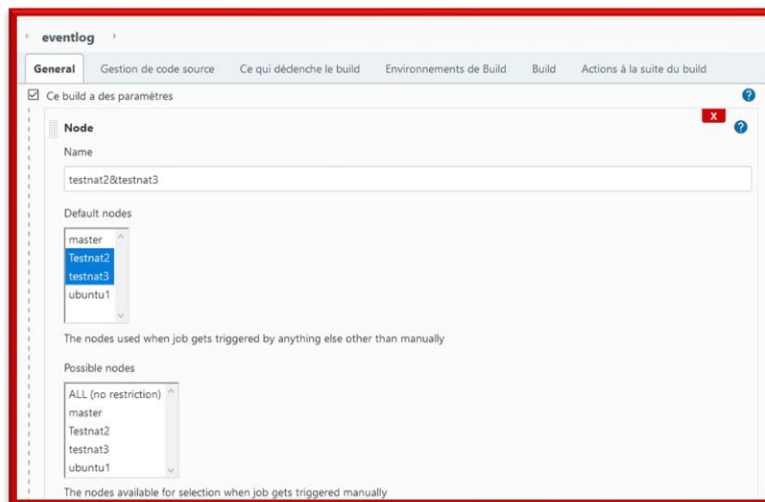 eventlog
General Gestion de code source Ce qui déclenche le build Environnements de Build Build Actions à la suite du build
Ce build a des paramètres
X
Node
Name
testnat2&testnat3
Default nodes
master
Testnat2
testnat3
ubuntu1
The nodes used when job gets triggered by anything else other than manually
Possible nodes
ALL (no restriction)
master
Testnat2
testnat3
ubuntu1
The nodes available for selection when job gets triggered manually